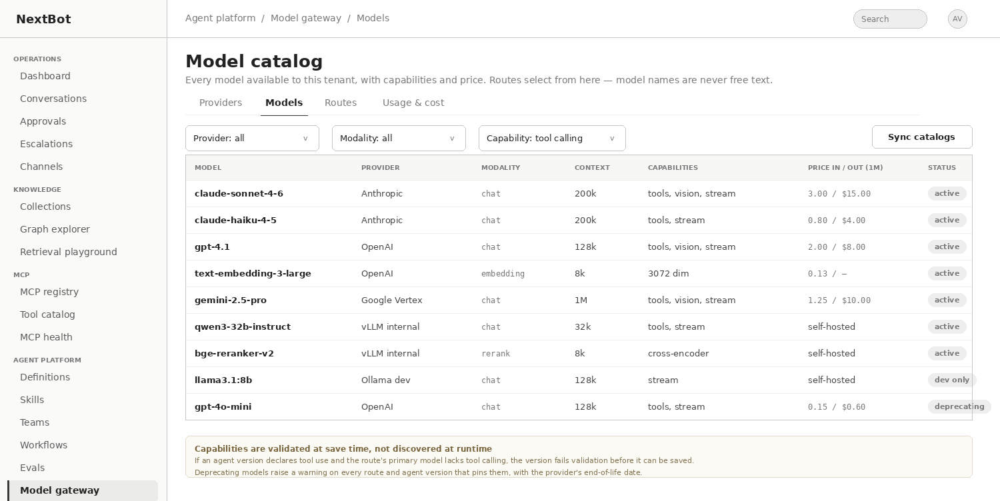 NextBot
Agent platform / Model gateway / Models
Search
AV
OPERATIONS
Dashboard
Conversations
Approvals
Escalations
Channels
KNOWLEDGE
Collections
Graph explorer
Retrieval playground
MCP
MCP registry
Tool catalog
MCP health
AGENT PLATFORM
Definitions
Skills
Teams
Workflows
Evals
Model gateway
Model catalog
Every model available to this tenant, with capabilities and price. Routes select from here — model names are never free text.
Providers Models Routes Usage & cost
Provider: all v Modality: all v Capability: tool calling v Sync catalogs
MODEL PROVIDER MODALITY CONTEXT CAPABILITIES PRICE IN / OUT (1M) STATUS
claude-sonnet-4-6 Anthropic chat 200k tools, vision, stream 3.00 / $15.00 active
claude-haiku-4-5 Anthropic chat 200k tools, stream 0.80 / $4.00 active
gpt-4.1 OpenAI chat 128k tools, vision, stream 2.00 / $8.00 active
text-embedding-3-large OpenAI embedding 8k 3072 dim 0.13 / — active
gemini-2.5-pro Google Vertex chat 1M tools, vision, stream 1.25 / $10.00 active
qwen3-32b-instruct vLLM internal chat 32k tools, stream self-hosted active
bge-reranker-v2 vLLM internal rerank 8k cross-encoder self-hosted active
llama3.1:8b Ollama dev chat 128k stream self-hosted dev only
gpt-4o-mini OpenAI chat 128k tools, stream 0.15 / $0.60 deprecating
Capabilities are validated at save time, not discovered at runtime
If an agent version declares tool use and the route's primary model lacks tool calling, the version fails validation before it can be saved.
Deprecating models raise a warning on every route and agent version that pins them, with the provider's end-of-life date.